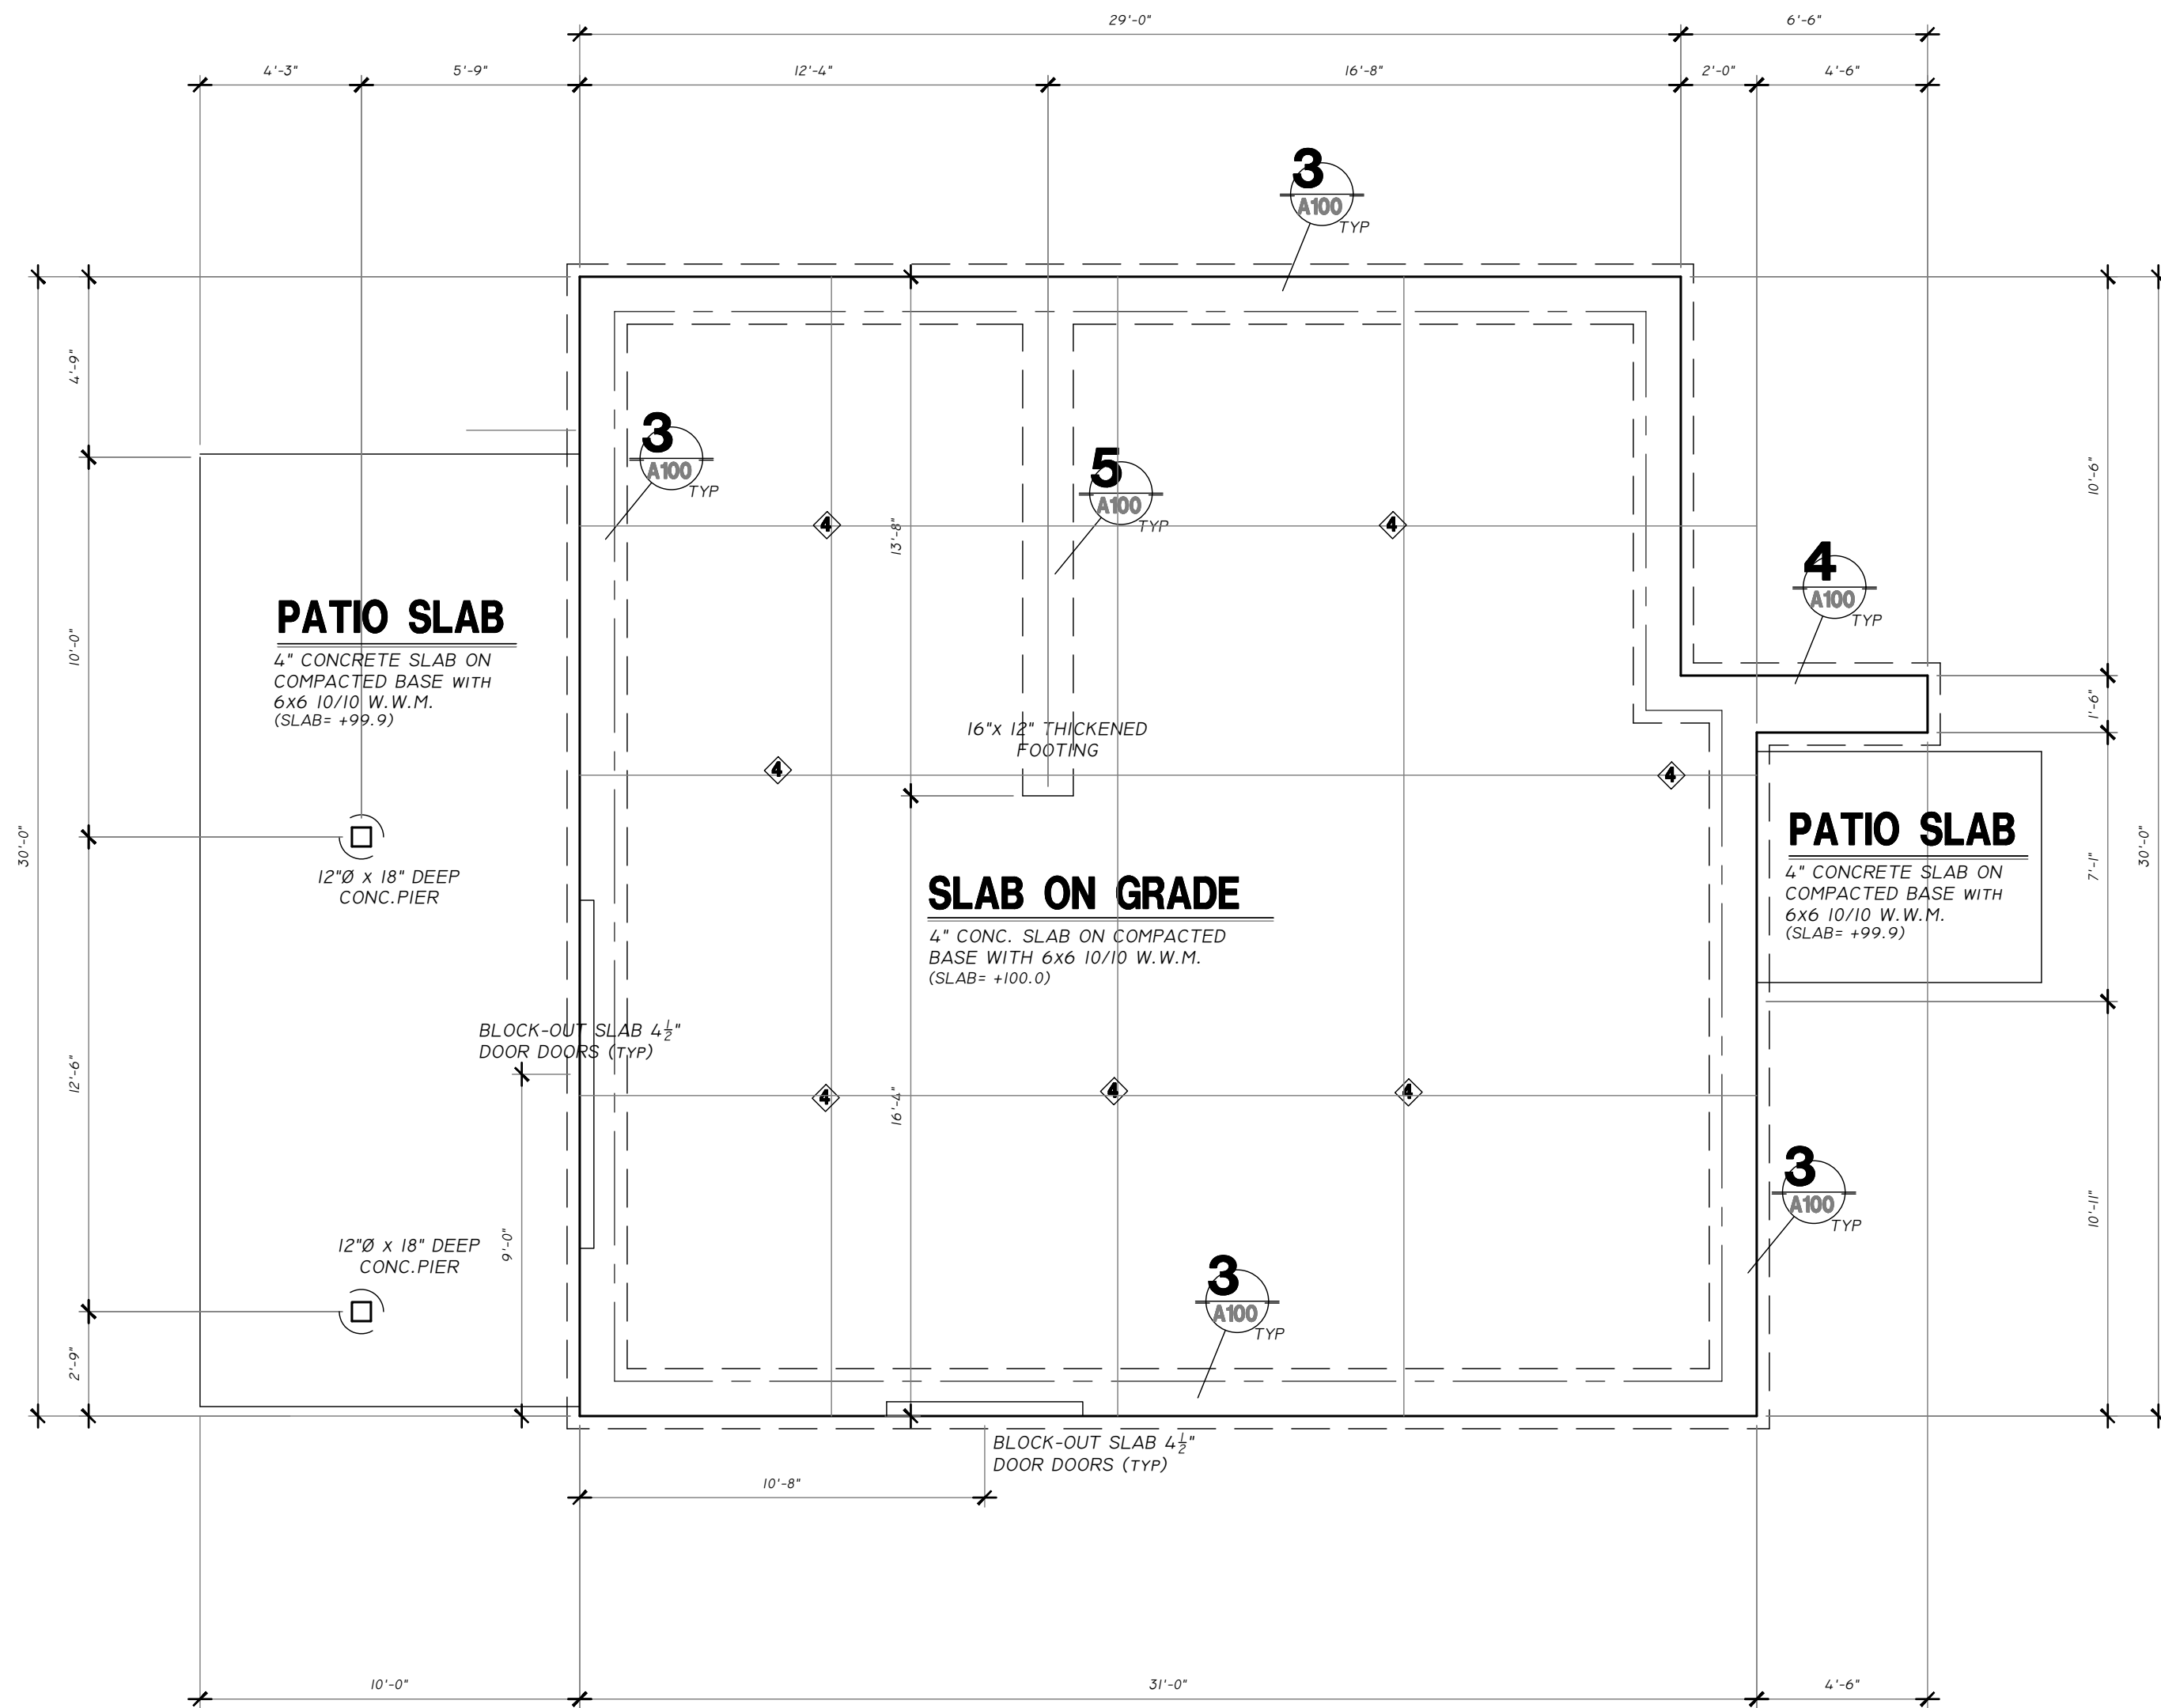 29'-0"
6'-6"
4'-3"
5'-9"
12'-4"
16'-8"
2'-0"
4'-6"
3
A100
TYP
4'-9"
3
A100
TYP
5
A100
TYP
10'-6"
4
4
13'-8"
4
A100
TYP
PATIO SLAB
4" CONCRETE SLAB ON
COMPACTED BASE WITH
6x6 10/10 W.W.M.
(SLAB= +99.9)
10'-0"
1'-6"
16"x 12" THICKENED
FOOTING
4
4
30'-0"
PATIO SLAB
4" CONCRETE SLAB ON
COMPACTED BASE WITH
6x6 10/10 W.W.M.
(SLAB= +99.9)
7'-1"
30'-0"
12"Ø x 18" DEEP
CONC.PIER
SLAB ON GRADE
4" CONC. SLAB ON COMPACTED
BASE WITH 6x6 10/10 W.W.M.
(SLAB= +100.0)
BLOCK-OUT SLAB 4½"
DOOR DOORS (TYP)
12'-6"
4
16'-4"
4
4
3
A100
TYP
10'-11"
12"Ø x 18" DEEP
CONC.PIER
9'-0"
3
A100
TYP
2'-9"
BLOCK-OUT SLAB 4½"
DOOR DOORS (TYP)
10'-8"
10'-0"
31'-0"
4'-6"